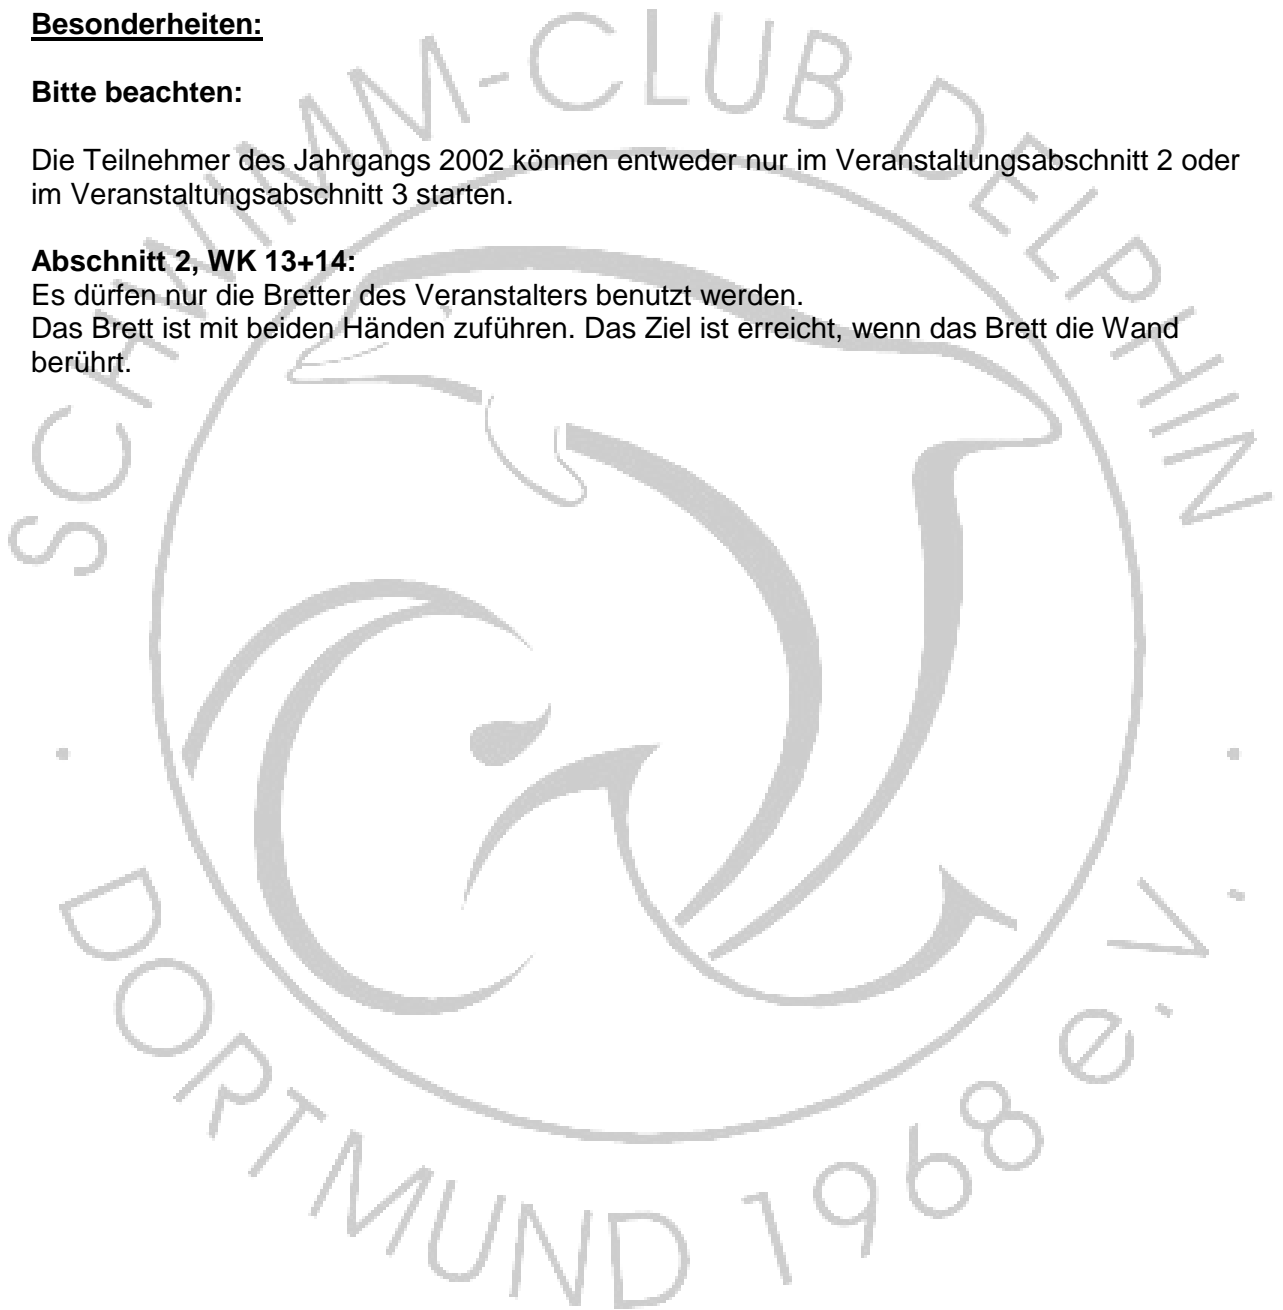 Besonderheiten:
Bitte beachten:
Die Teilnehmer des Jahrgangs 2002 können entweder nur im Veranstaltungsabschnitt 2 oder
im Veranstaltungsabschnitt 3 starten.
Abschnitt 2, WK 13+14:
Es dürfen nur die Bretter des Veranstalters benutzt werden.
Das Brett ist mit beiden Händen zuführen. Das Ziel ist erreicht, wenn das Brett die Wand
berührt.
SCHWIMM-CLUB DELPHIN
DORTMUND 1968 e.V.